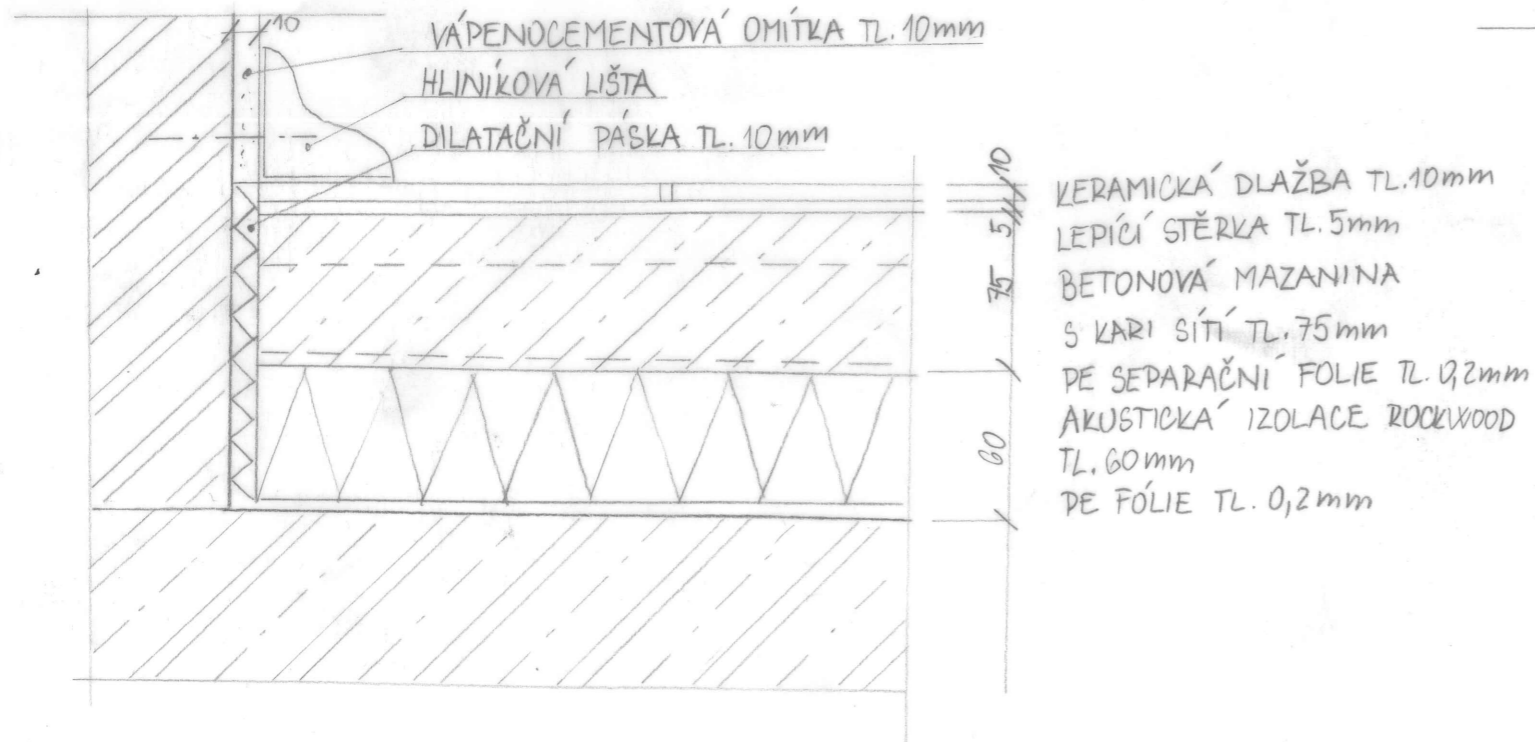 10
VÁPENOCEMENTOVÁ OMÍTKA TL. 10mm
HLINÍKOVÁ LIŠTA
DILATAČNÍ PÁSKA TL. 10mm
10
5
75
60
KERAMICKÁ DLAŽBA TL.10mm
LEPÍCÍ STĚRKA TL. 5mm
BETONOVÁ MAZANINA
S KARI SÍTÍ TL. 75mm
PE SEPARAČNÍ FOLIE TL. 0,2mm
AKUSTICKÁ IZOLACE ROCKWOOD
TL. 60mm
PE FÓLIE TL. 0,2mm